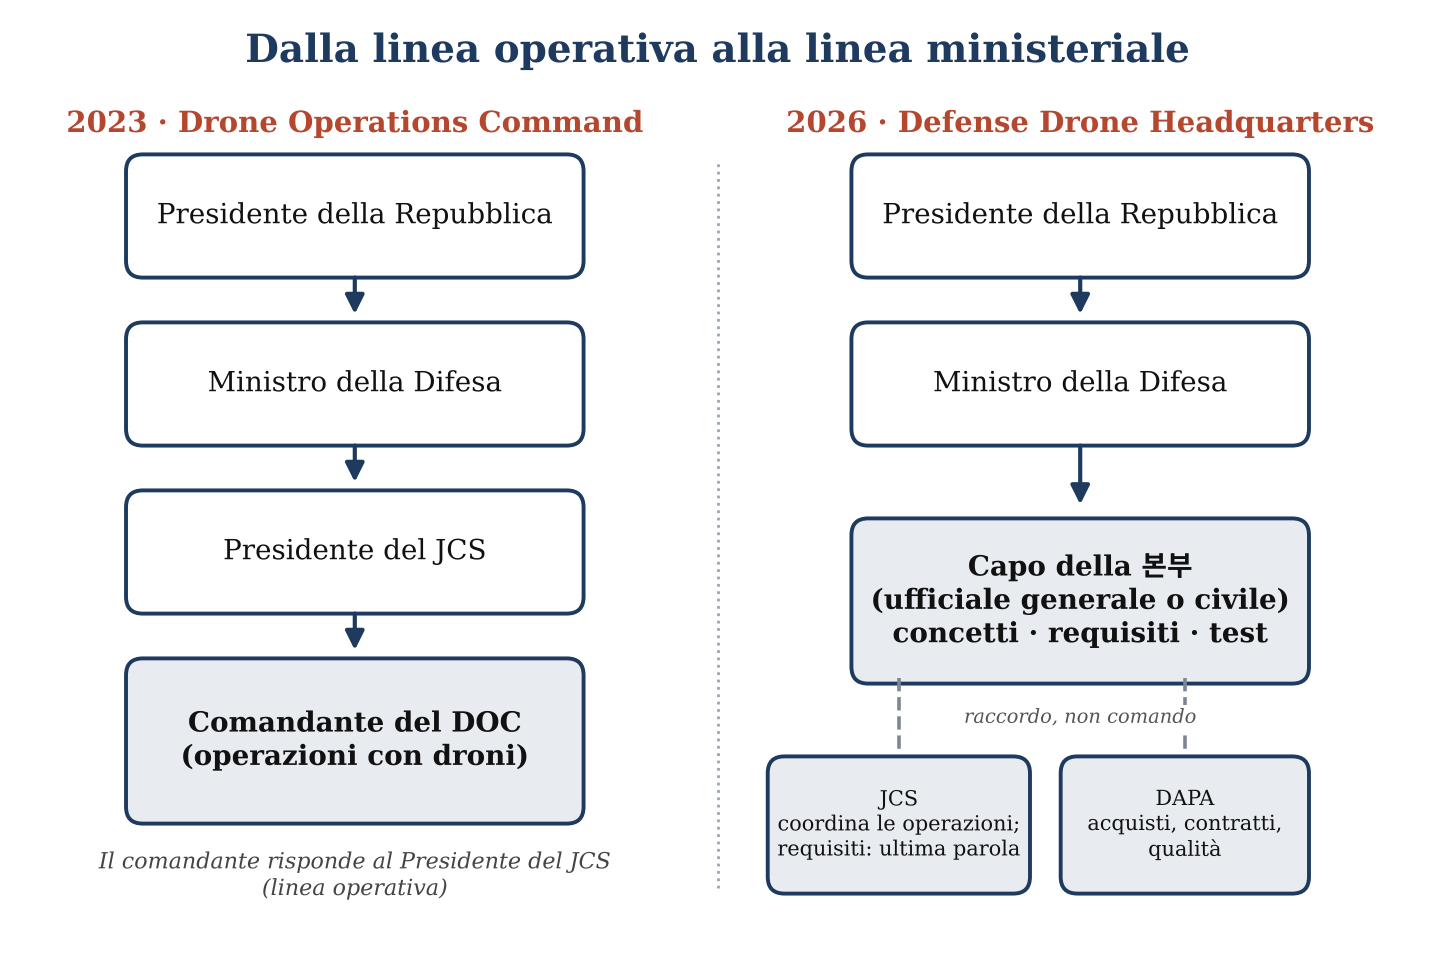 Dalla linea operativa alla linea ministeriale
2023 · Drone Operations Command
Presidente della Repubblica
Ministro della Difesa
Presidente del JCS
Comandante del DOC
(operazioni con droni)
Il comandante risponde al Presidente del JCS
(linea operativa)
2026 · Defense Drone Headquarters
Presidente della Repubblica
Ministro della Difesa
Capo della 본부
(ufficiale generale o civile)
concetti · requisiti · test
raccordo, non comando
JCS
coordina le operazioni;
requisiti: ultima parola
DAPA
acquisti, contratti,
qualità